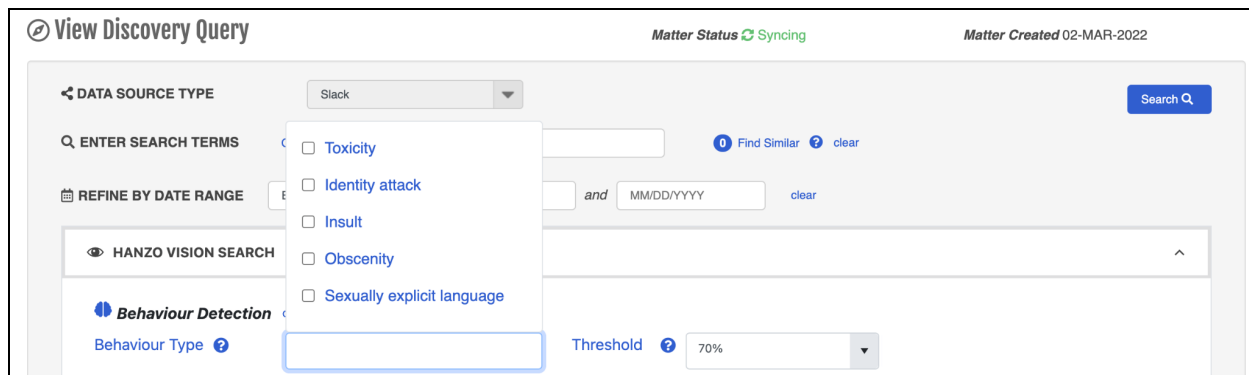 View Discovery Query
Matter Status Syncing
Matter Created 02-MAR-2022
DATA SOURCE TYPE
Slack
Search
ENTER SEARCH TERMS
0 Find Similar ? clear
REFINE BY DATE RANGE
and
MM/DD/YYYY
clear
Toxicity
Identity attack
Insult
Obscenity
Sexually explicit language
HANZO VISION SEARCH
Behaviour Detection
Behaviour Type ?
Threshold ?
70%